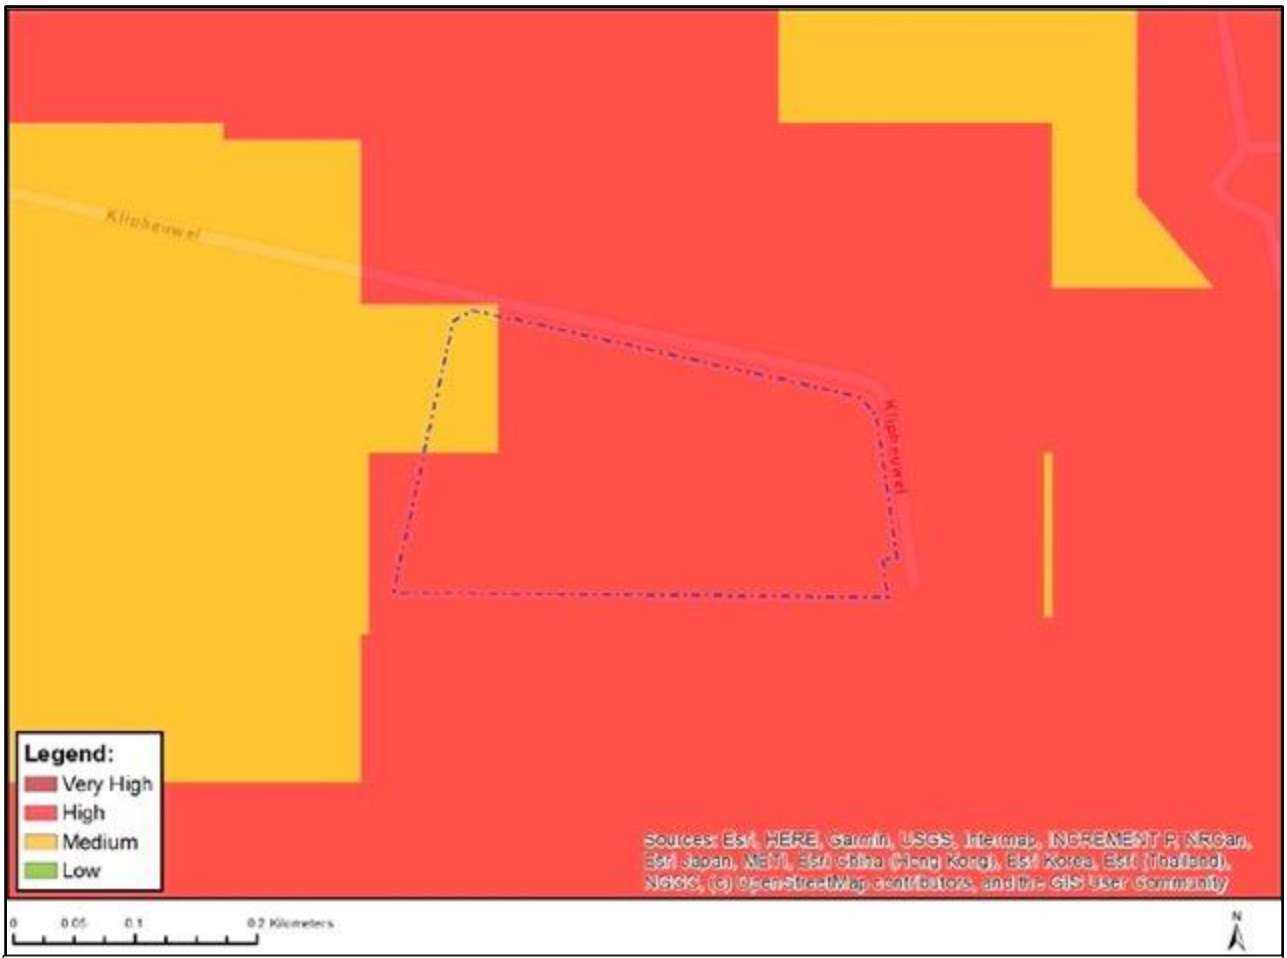 Klipheuwel
Klipheuwel
Legend:
Very High
High
Medium
Low
Sources: Esri, HERE, Garmin, USGS, Intermap, INCREMENT P, NRCan,
Esri Japan, METI, Esri China (Hong Kong), Esri Korea, Esri (Thailand),
NGCC, (c) OpenStreetMap contributors, and the GIS User Community
0 0.05 0.1 0.2 Kilometers
N